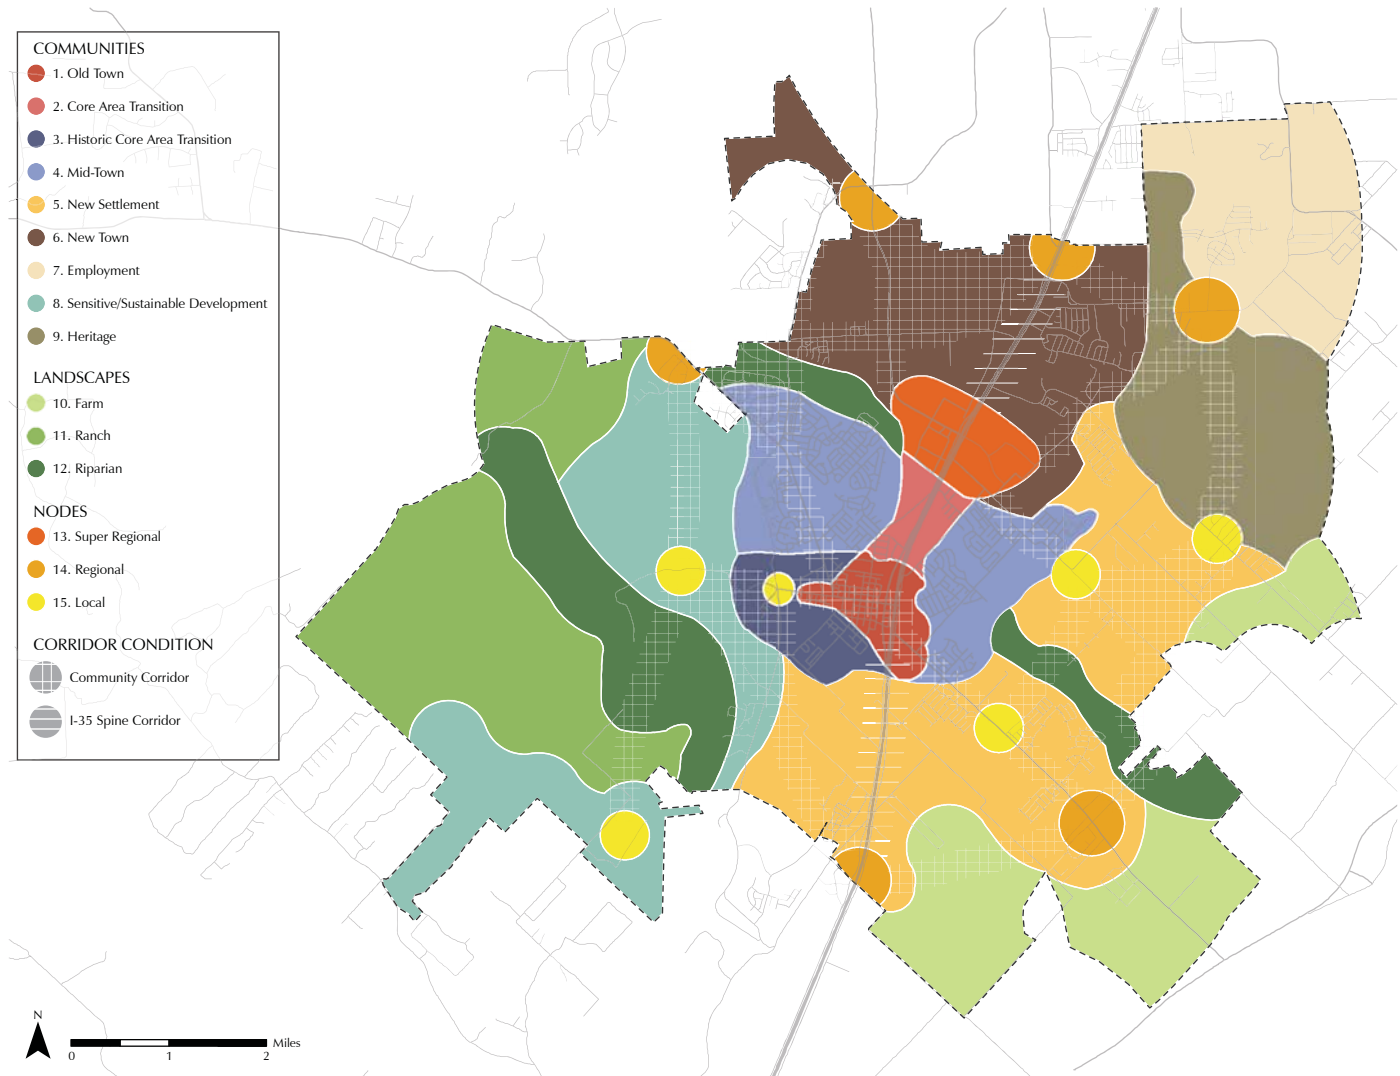 COMMUNITIES
1. Old Town
2. Core Area Transition
3. Historic Core Area Transition
4. Mid-Town
5. New Settlement
6. New Town
7. Employment
8. Sensitive/Sustainable Development
9. Heritage
LANDSCAPES
10. Farm
11. Ranch
12. Riparian
NODES
13. Super Regional
14. Regional
15. Local
CORRIDOR CONDITION
Community Corridor
I-35 Spine Corridor
N
Miles
0 1 2